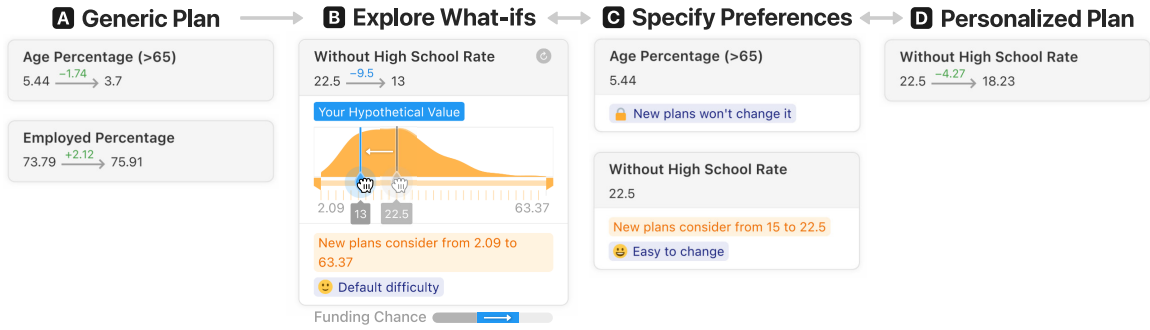 A Generic Plan
Age Percentage (>65)
5.44 −1.74 3.7
Employed Percentage
73.79 +2.12 75.91
B Explore What-ifs
Without High School Rate
22.5 −9.5 13
Your Hypothetical Value
2.09 13 22.5 63.37
New plans consider from 2.09 to
63.37
Default difficulty
Funding Chance
C Specify Preferences
Age Percentage (>65)
5.44
New plans won't change it
Without High School Rate
22.5
New plans consider from 15 to 22.5
Easy to change
D Personalized Plan
Without High School Rate
22.5 −4.27 18.23